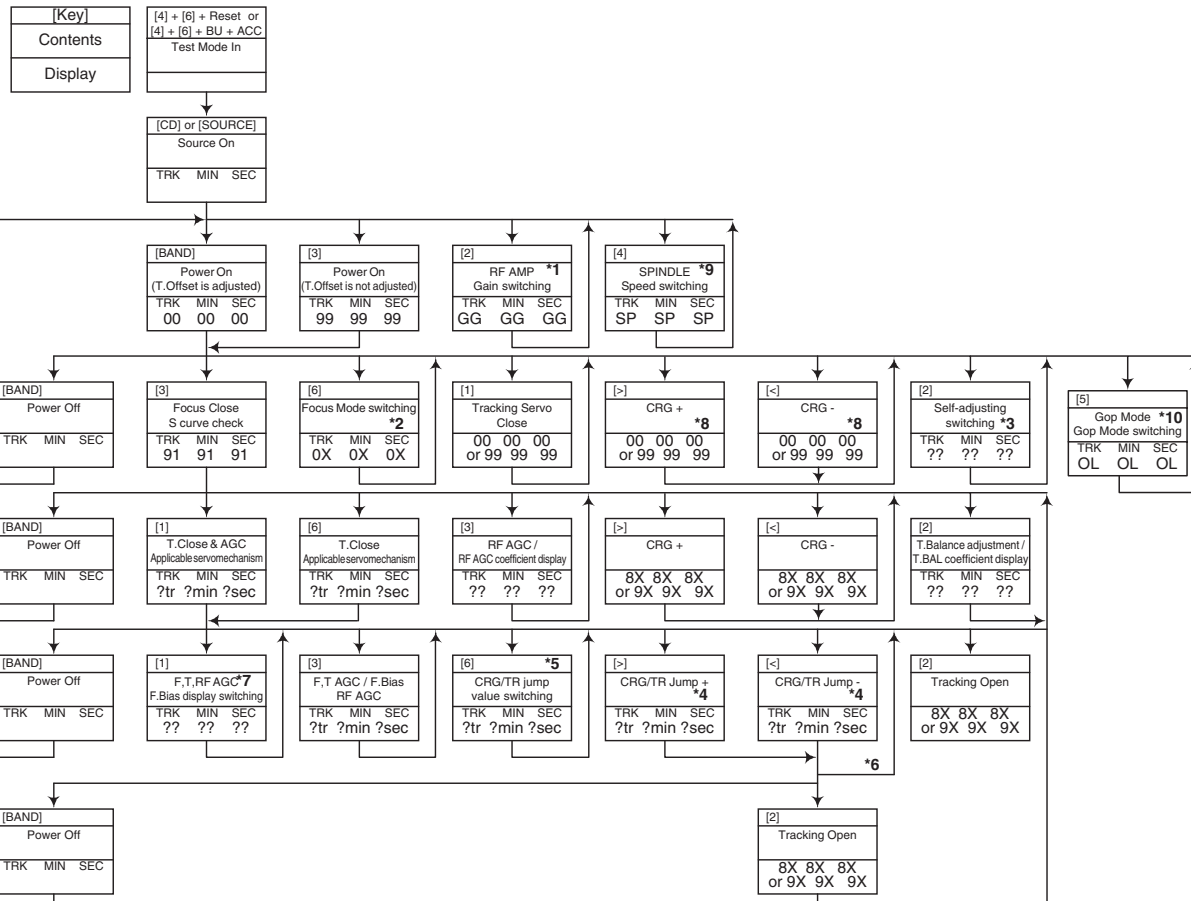 [Key]
Contents
Display
[4] + [6] + Reset or
[4] + [6] + BU + ACC
Test Mode In
[CD] or [SOURCE]
Source On
TRK MIN SEC
[BAND]
Power On
(T.Offset is adjusted)
TRK MIN SEC
00 00 00
[3]
Power On
(T.Offset is not adjusted)
TRK MIN SEC
99 99 99
[2]
RF AMP *1
Gain switching
TRK MIN SEC
GG GG GG
[4]
SPINDLE *9
Speed switching
TRK MIN SEC
SP SP SP
[BAND]
Power Off
TRK MIN SEC
[3]
Focus Close
S curve check
TRK MIN SEC
91 91 91
[6]
Focus Mode switching
*2
TRK MIN SEC
0X 0X 0X
[1]
Tracking Servo
Close
00 00 00
or 99 99 99
[>]
CRG +
*8
00 00 00
or 99 99 99
[<]
CRG -
*8
00 00 00
or 99 99 99
[2]
Self-adjusting
switching *3
TRK MIN SEC
?? ?? ??
[5]
Gop Mode *10
Gop Mode switching
TRK MIN SEC
OL OL OL
[BAND]
Power Off
TRK MIN SEC
[1]
T.Close & AGC
Applicable servomechanism
TRK MIN SEC
?tr ?min ?sec
[6]
T.Close
Applicable servomechanism
TRK MIN SEC
?tr ?min ?sec
[3]
RF AGC /
RF AGC coefficient display
TRK MIN SEC
?? ?? ??
[>]
CRG +
8X 8X 8X
or 9X 9X 9X
[<]
CRG -
8X 8X 8X
or 9X 9X 9X
[2]
T.Balance adjustment /
T.BAL coefficient display
TRK MIN SEC
?? ?? ??
[BAND]
Power Off
TRK MIN SEC
[1]
F,T,RF AGC *7
F.Bias display switching
TRK MIN SEC
?? ?? ??
[3]
F,T AGC / F.Bias
RF AGC
TRK MIN SEC
?tr ?min ?sec
[6] *5
CRG/TR jump
value switching
TRK MIN SEC
?tr ?min ?sec
[>]
CRG/TR Jump +
*4
TRK MIN SEC
?tr ?min ?sec
[<]
CRG/TR Jump -
*4
TRK MIN SEC
?tr ?min ?sec
[2]
Tracking Open
8X 8X 8X
or 9X 9X 9X
*6
[BAND]
Power Off
TRK MIN SEC
[2]
Tracking Open
8X 8X 8X
or 9X 9X 9X